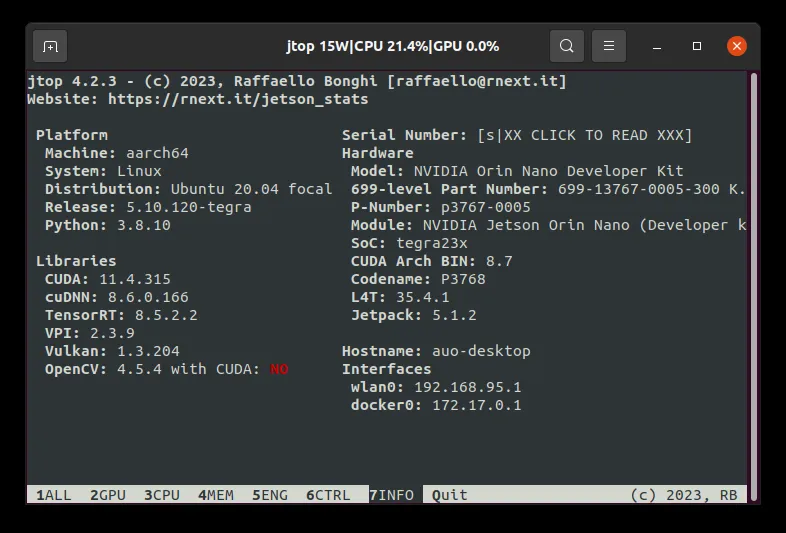 jtop 15W|CPU 21.4%|GPU 0.0%
jtop 4.2.3 - (c) 2023, Raffaello Bonghi [raffaello@rnext.it]
Website: https://rnext.it/jetson_stats
Platform
Machine: aarch64
System: Linux
Distribution: Ubuntu 20.04 focal
Release: 5.10.120-tegra
Python: 3.8.10
Libraries
CUDA: 11.4.315
cuDNN: 8.6.0.166
TensorRT: 8.5.2.2
VPI: 2.3.9
Vulkan: 1.3.204
OpenCV: 4.5.4 with CUDA: NO
Serial Number: [s|XX CLICK TO READ XXX]
Hardware
Model: NVIDIA Orin Nano Developer Kit
699-level Part Number: 699-13767-0005-300 K.
P-Number: p3767-0005
Module: NVIDIA Jetson Orin Nano (Developer k
SoC: tegra23x
CUDA Arch BIN: 8.7
Codename: P3768
L4T: 35.4.1
Jetpack: 5.1.2
Hostname: auo-desktop
Interfaces
wlan0: 192.168.95.1
docker0: 172.17.0.1
1ALL 2GPU 3CPU 4MEM 5ENG 6CTRL 7INFO Quit (c) 2023, RB